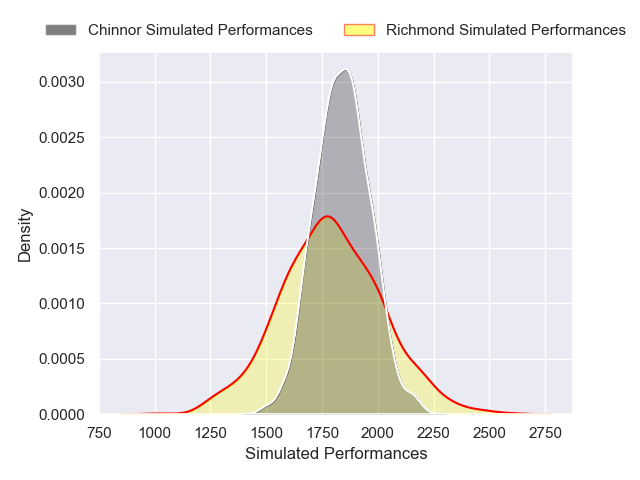 Chinnor Simulated Performances Richmond Simulated Performances
0.0030
0.0025
0.0020
0.0015
0.0010
0.0005
0.0000
Density
750 1000 1250 1500 1750 2000 2250 2500 2750
Simulated Performances